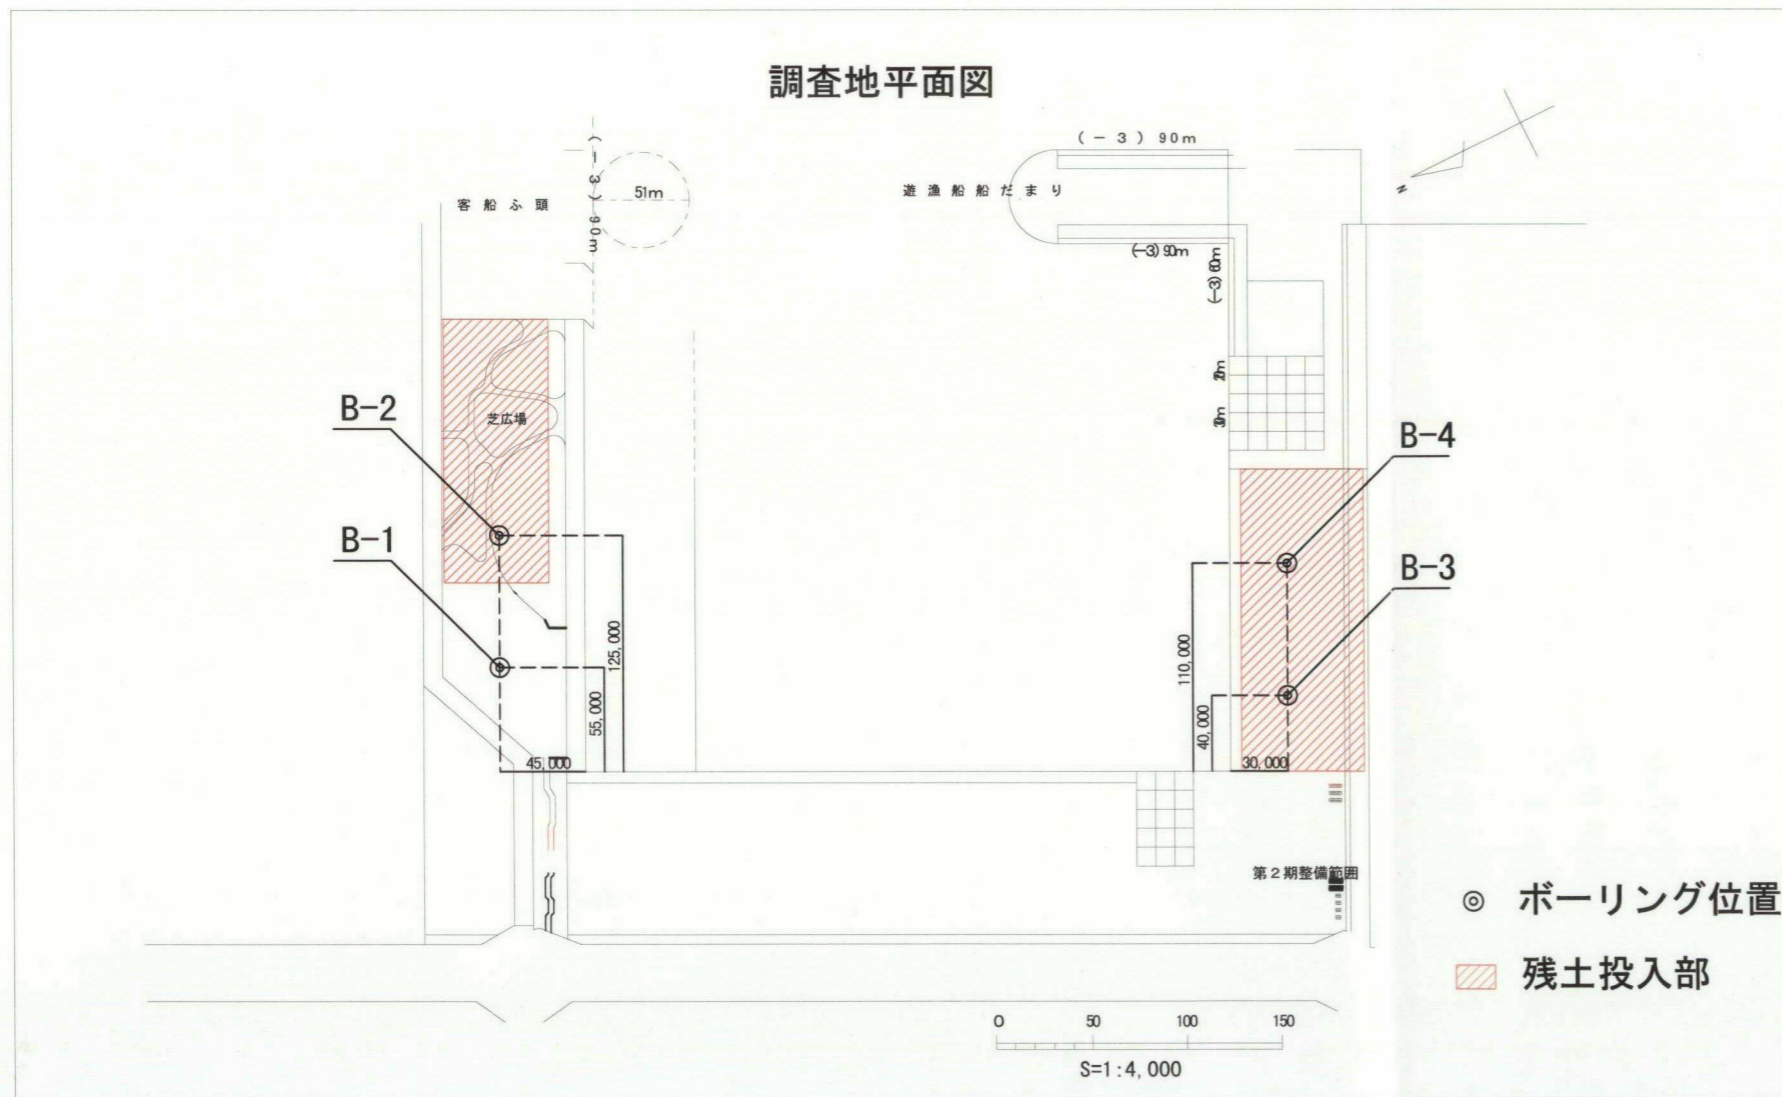 調査地平面図
(-3) 90m
(-3) 90m
51m
客船ふ頭
遊漁船船だまり
N
(-3) 90m
(-3) 60m
芝広場
B-2
B-1
B-4
B-3
20m
125,000
55,000
45,000
110,000
40,000
30,000
第2期整備範囲
◎ ボーリング位置
残土投入部
0 50 100 150
S=1:4,000